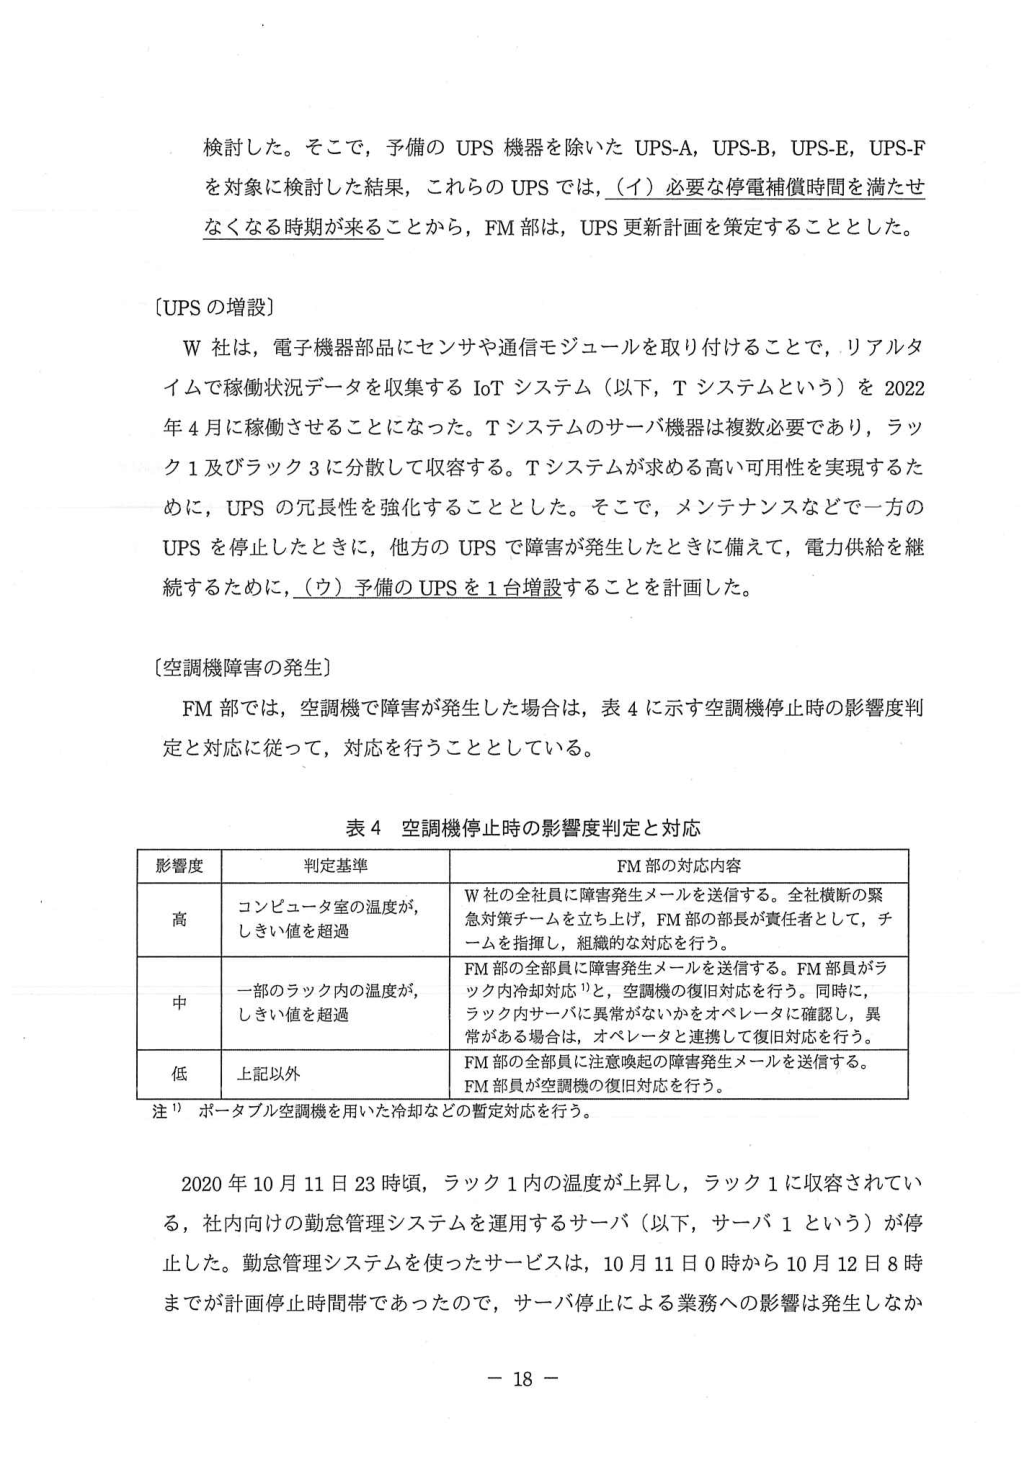 検討した。そこで，予備の UPS 機器を除いた UPS-A，UPS-B，UPS-E，UPS-F
を対象に検討した結果，これらの UPS では，（イ）必要な停電補償時間を満たせ
なくなる時期が来ることから，FM 部は，UPS 更新計画を策定することとした。
〔UPS の増設〕
W 社は，電子機器部品にセンサや通信モジュールを取り付けることで，リアルタ
イムで稼働状況データを収集する IoT システム（以下，T システムという）を 2022
年 4 月に稼働させることになった。T システムのサーバ機器は複数必要であり，ラッ
ク 1 及びラック 3 に分散して収容する。T システムが求める高い可用性を実現するた
めに，UPS の冗長性を強化することとした。そこで，メンテナンスなどで一方の
UPS を停止したときに，他方の UPS で障害が発生したときに備えて，電力供給を継
続するために，（ウ）予備の UPS を 1 台増設することを計画した。
〔空調機障害の発生〕
FM 部では，空調機で障害が発生した場合は，表 4 に示す空調機停止時の影響度判
定と対応に従って，対応を行うこととしている。
表 4　空調機停止時の影響度判定と対応
影響度　判定基準　FM 部の対応内容
高
コンピュータ室の温度が，
しきい値を超過
W 社の全社員に障害発生メールを送信する。全社横断の緊
急対策チームを立ち上げ，FM 部の部長が責任者として，チ
ームを指揮し，組織的な対応を行う。
中
一部のラック内の温度が，
しきい値を超過
FM 部の全部員に障害発生メールを送信する。FM 部員がラ
ック内冷却対応 1)と，空調機の復旧対応を行う。同時に，
ラック内サーバに異常がないかをオペレータに確認し，異
常がある場合は，オペレータと連携して復旧対応を行う。
低
上記以外
FM 部の全部員に注意喚起の障害発生メールを送信する。
FM 部員が空調機の復旧対応を行う。
注 1)　ポータブル空調機を用いた冷却などの暫定対応を行う。
2020 年 10 月 11 日 23 時頃，ラック 1 内の温度が上昇し，ラック 1 に収容されてい
る，社内向けの勤怠管理システムを運用するサーバ（以下，サーバ 1 という）が停
止した。勤怠管理システムを使ったサービスは，10 月 11 日 0 時から 10 月 12 日 8 時
までが計画停止時間帯であったので，サーバ停止による業務への影響は発生しなか
－ 18 －